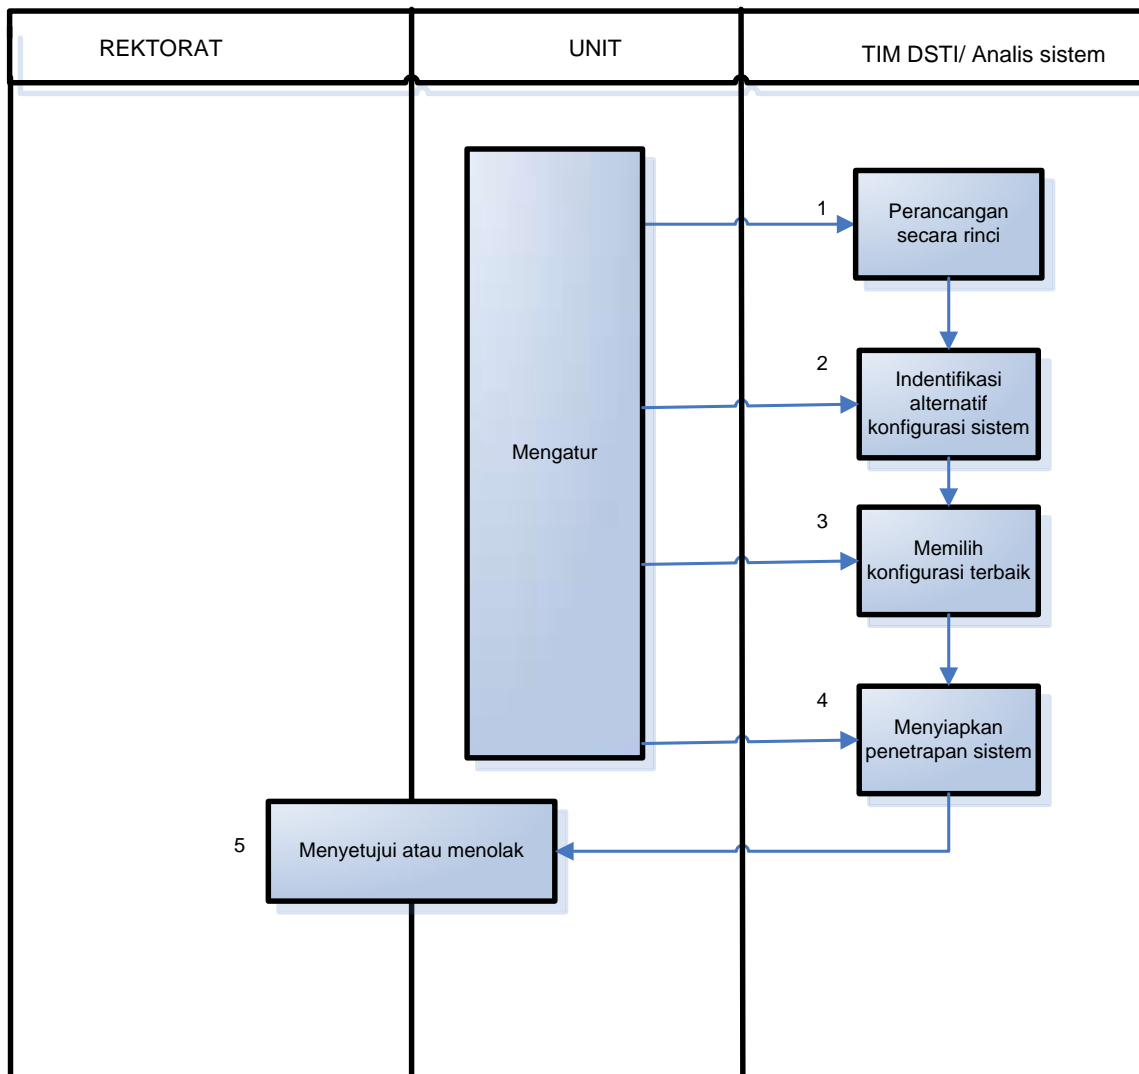 REKTORAT
UNIT
TIM DSTI/ Analis sistem
Mengatur
1
Perancangan
secara rinci
2
Indentifikasi
alternatif
konfigurasi sistem
3
Memilih
konfigurasi terbaik
4
Menyiapkan
penetrapan sistem
5
Menyetujui atau menolak